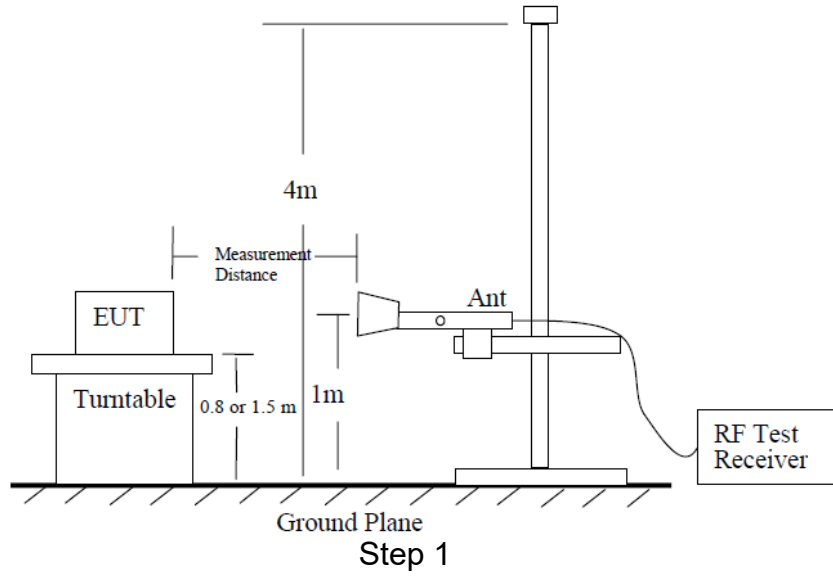 4m
Measurement
Distance
EUT
Ant
Turntable
0.8 or 1.5 m
1m
RF Test
Receiver
Ground Plane
Step 1